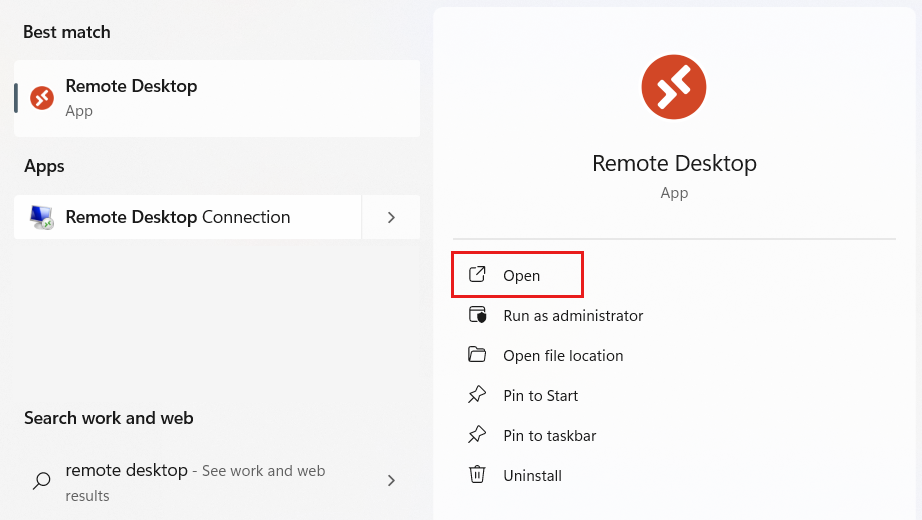 Best match
Remote Desktop
App
Apps
Remote Desktop Connection
Search work and web
remote desktop - See work and web
results
Remote Desktop
App
Open
Run as administrator
Open file location
Pin to Start
Pin to taskbar
Uninstall